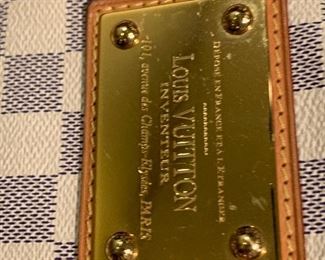 DEPOSE EN FRANCE ET A L'ETRANGER
LOUIS VUITTON
INVENTEUR
101, avenue des Champs-Elysées, PARIS